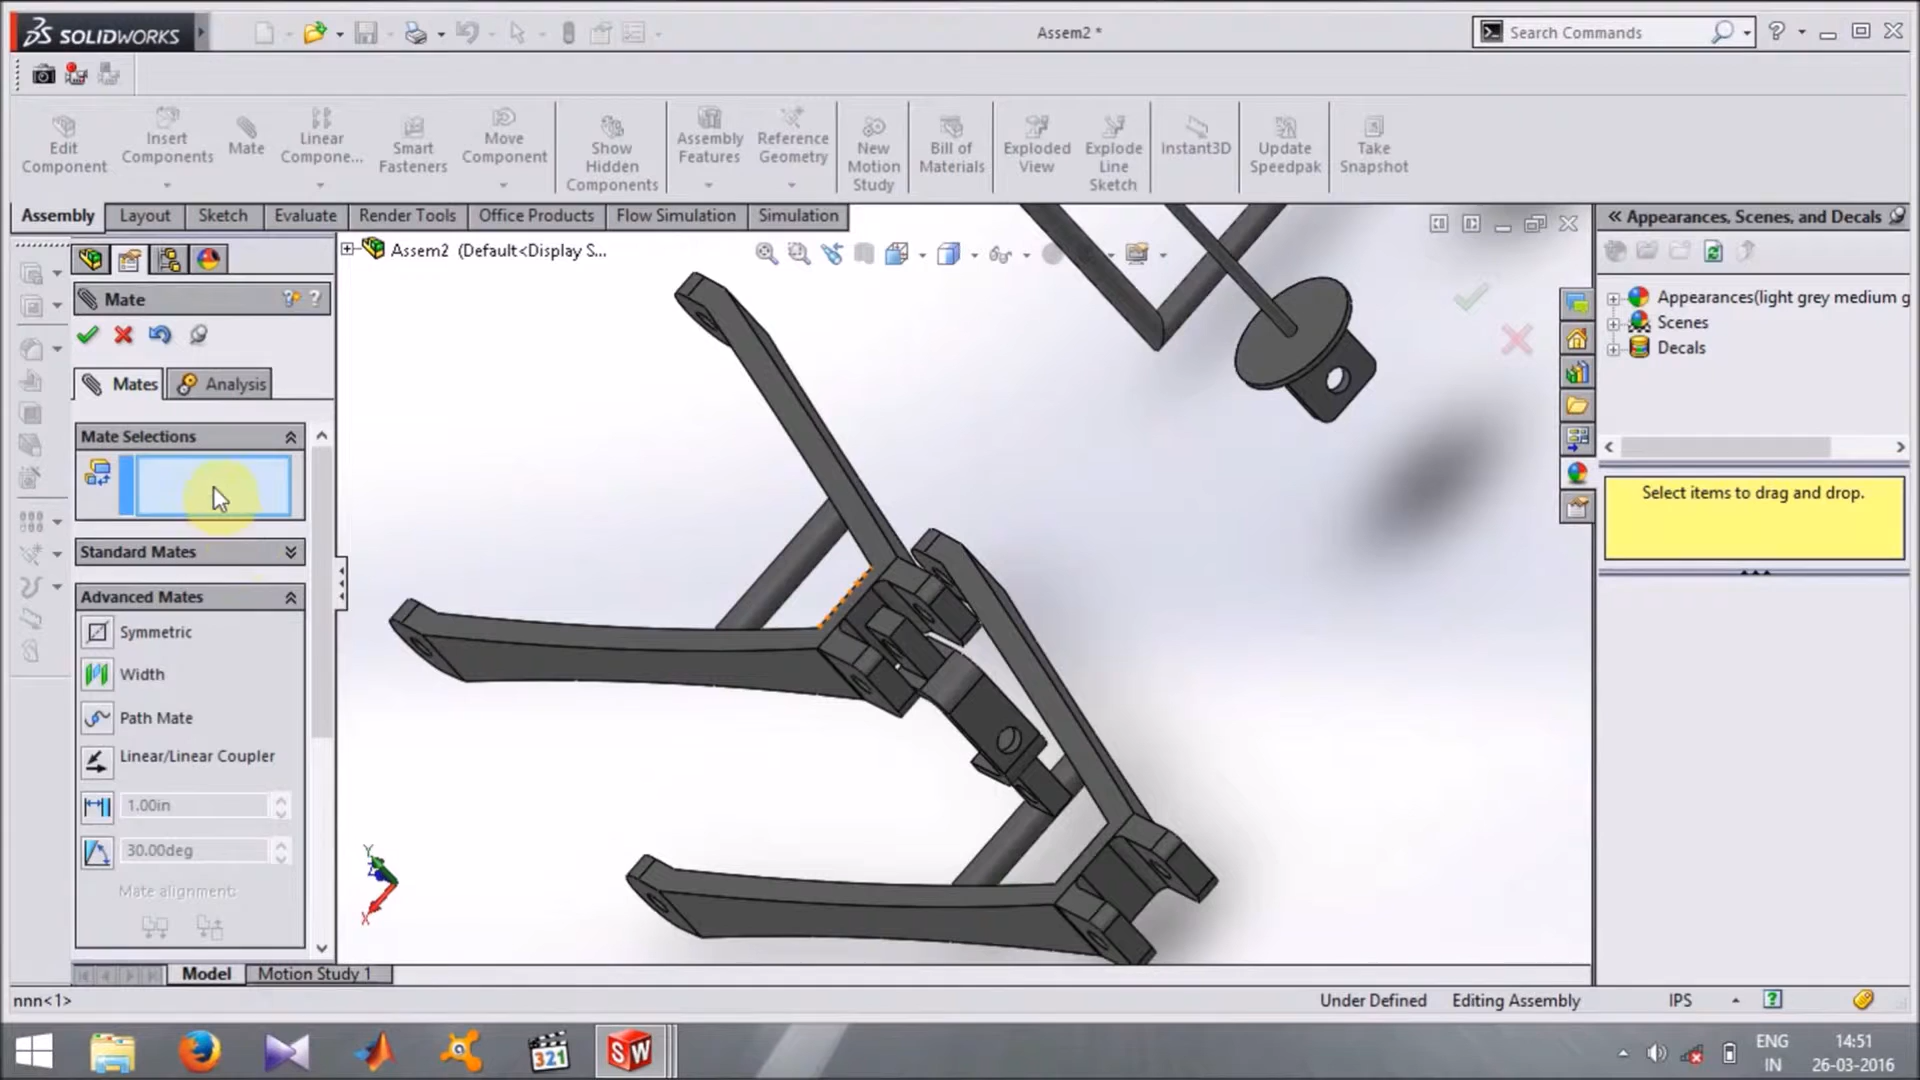 SOLIDWORKS
Assem2 *
Search Commands
Edit Component
Insert Components
Mate
Linear Compone...
Smart Fasteners
Move Component
Show Hidden Components
Assembly Features
Reference Geometry
New Motion Study
Bill of Materials
Exploded View
Explode Line Sketch
Instant3D
Update Speedpak
Take Snapshot
Assembly
Layout
Sketch
Evaluate
Render Tools
Office Products
Flow Simulation
Simulation
Appearances, Scenes, and Decals
Assem2 (Default<Display S...
Mate
Mates
Analysis
Mate Selections
Standard Mates
Advanced Mates
Symmetric
Width
Path Mate
Linear/Linear Coupler
1.00in
30.00deg
Mate alignment:
Appearances(light grey medium g
Scenes
Decals
Select items to drag and drop.
Y
X
Model
Motion Study 1
nnn<1>
Under Defined
Editing Assembly
IPS
321
SW
ENG
IN
14:51
26-03-2016